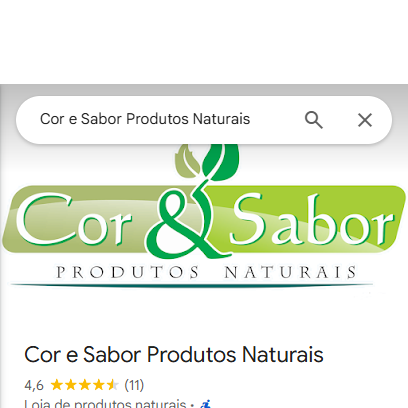 Cor e Sabor Produtos Naturais
Cor & Sabor
PRODUTOS NATURAIS
Cor e Sabor Produtos Naturais
4,6 (11)
Loja de produtos naturais ·